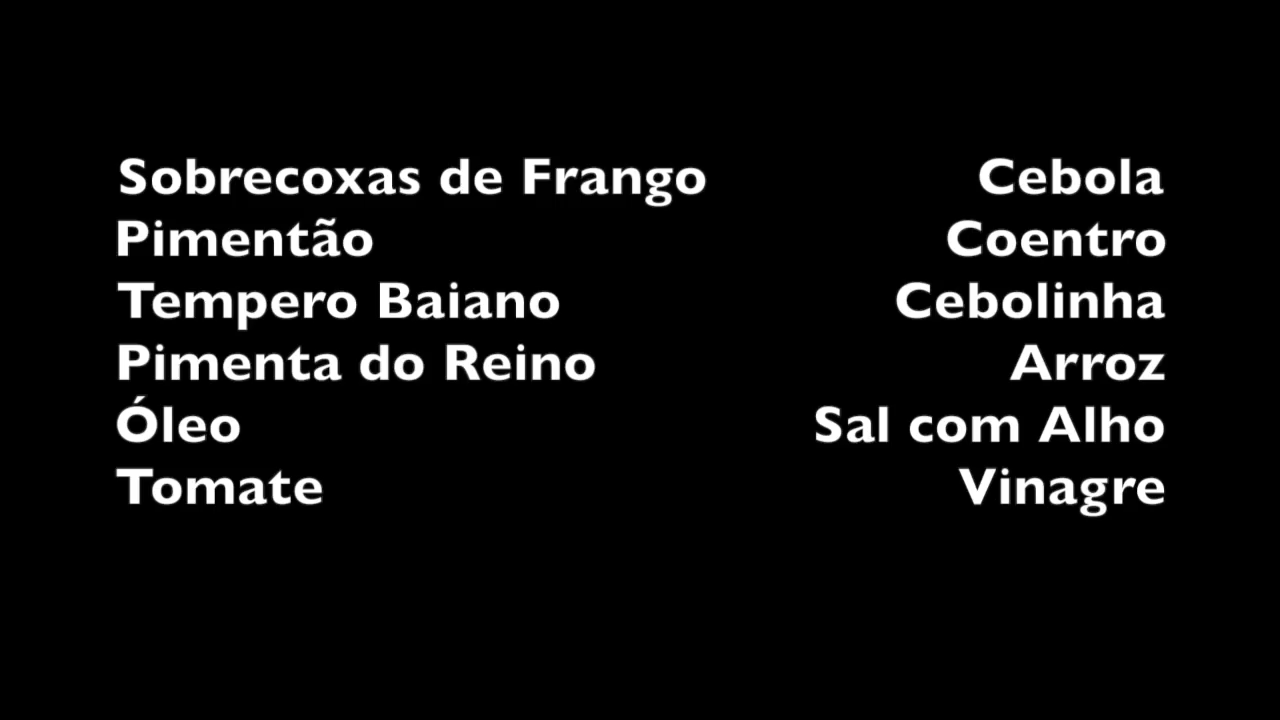 Sobrecoxas de Frango
Pimentão
Tempero Baiano
Pimenta do Reino
Óleo
Tomate
Cebola
Coentro
Cebolinha
Arroz
Sal com Alho
Vinagre